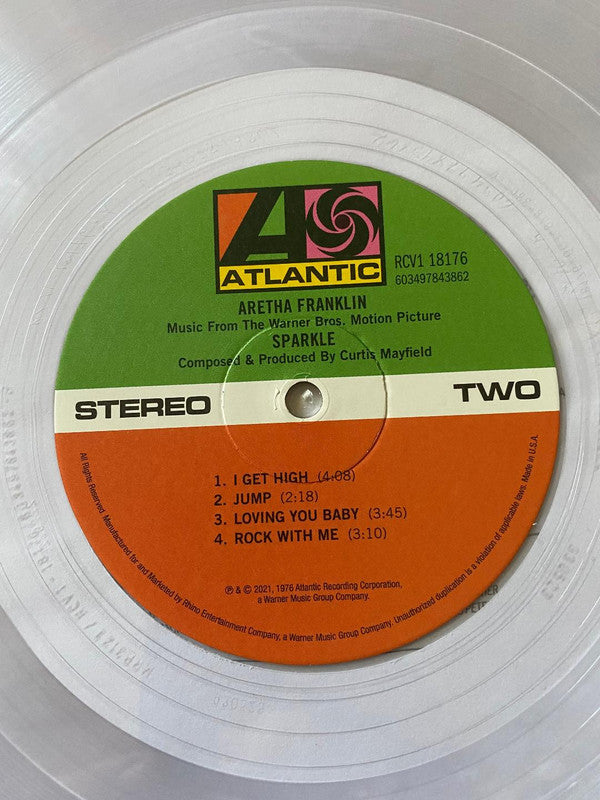 ATLANTIC
RCV1 18176
603497843862
ARETHA FRANKLIN
Music From The Warner Bros. Motion Picture
SPARKLE
Composed & Produced By Curtis Mayfield
STEREO
TWO
1. I GET HIGH (4:08)
2. JUMP (2:18)
3. LOVING YOU BABY (3:45)
4. ROCK WITH ME (3:10)
℗ & © 2021, 1976 Atlantic Recording Corporation,
a Warner Music Group Company.
All Rights Reserved. Manufactured for and Marketed by Rhino Entertainment Company, a Warner Music Group Company. Unauthorized duplication is a violation of applicable laws. Made in U.S.A.